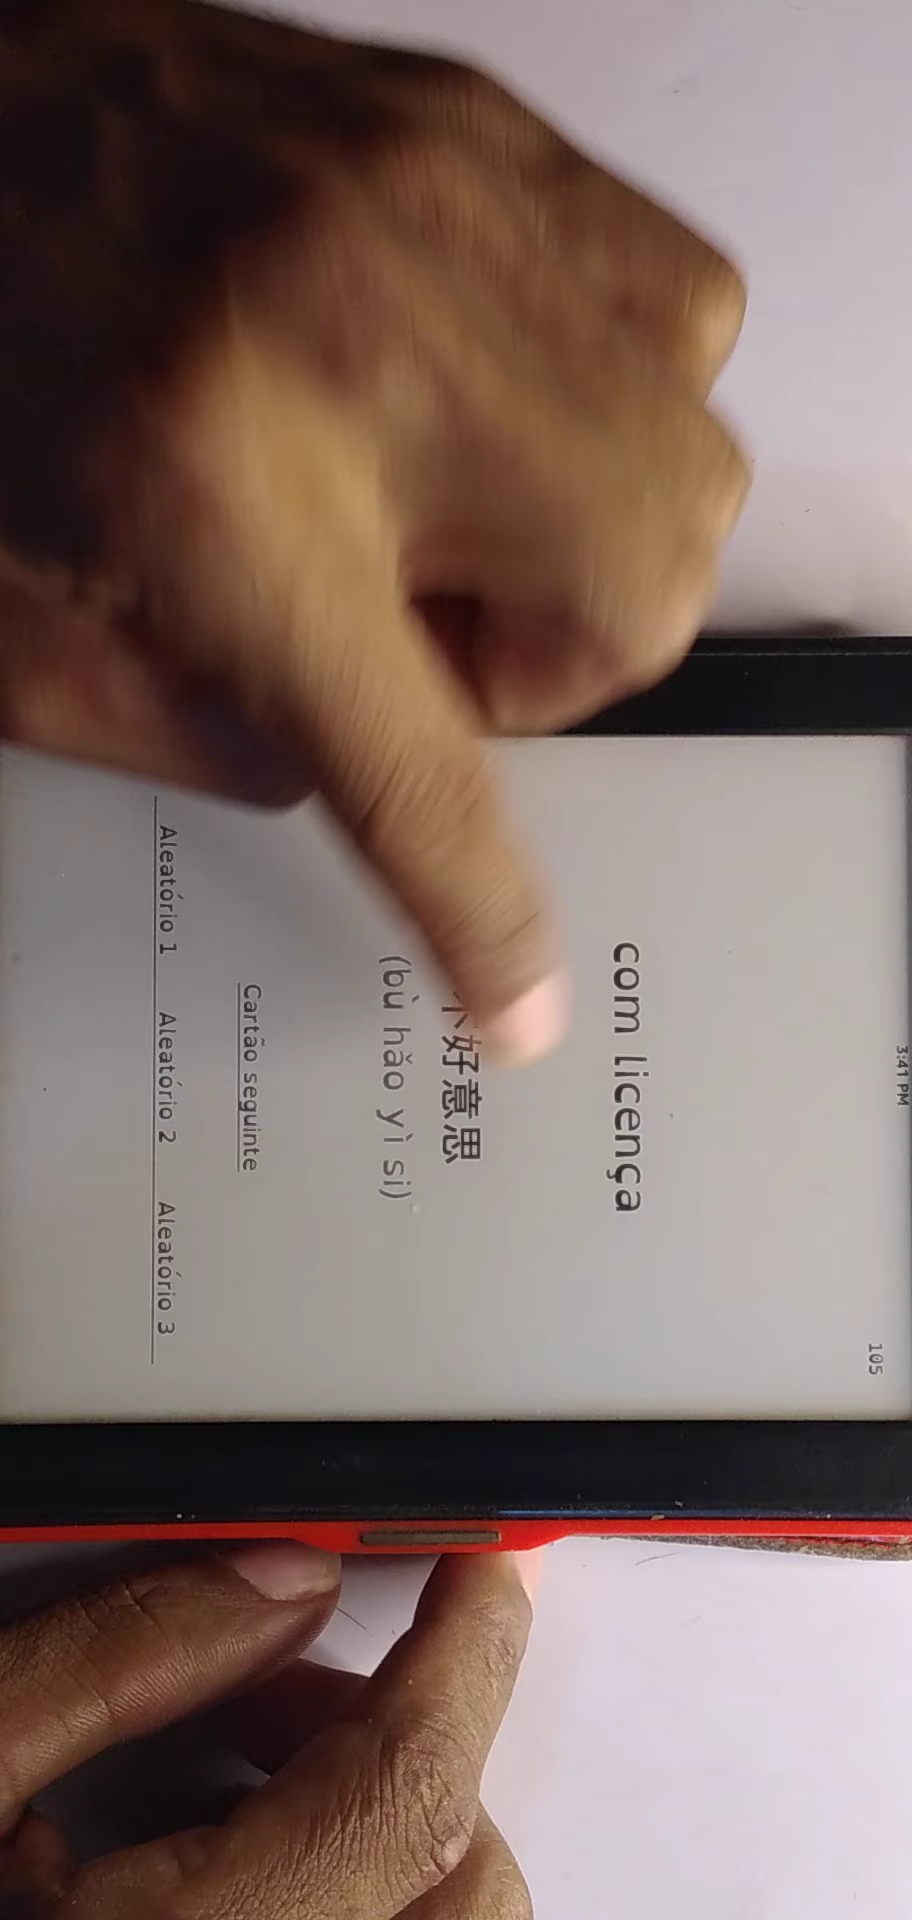 3:41 PM
105
com licença
不好意思
(bù hǎo yì si)
Cartão seguinte
Aleatório 1 Aleatório 2 Aleatório 3